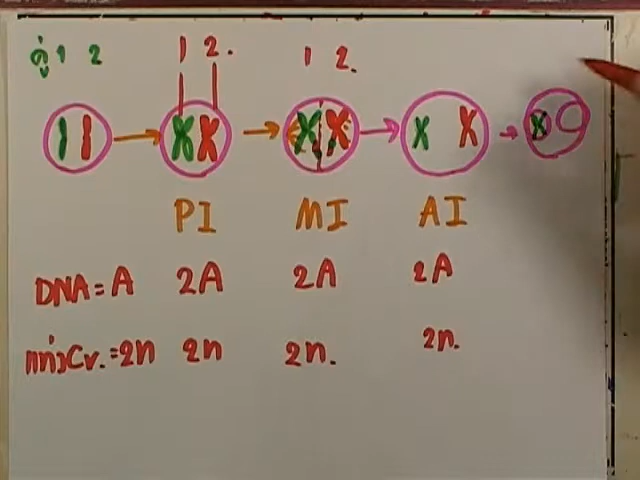 คู่ 1 2 1 2. 1 2.
PI MI AI
DNA = A 2A 2A 2A
= 2n 2n 2n. 2n.